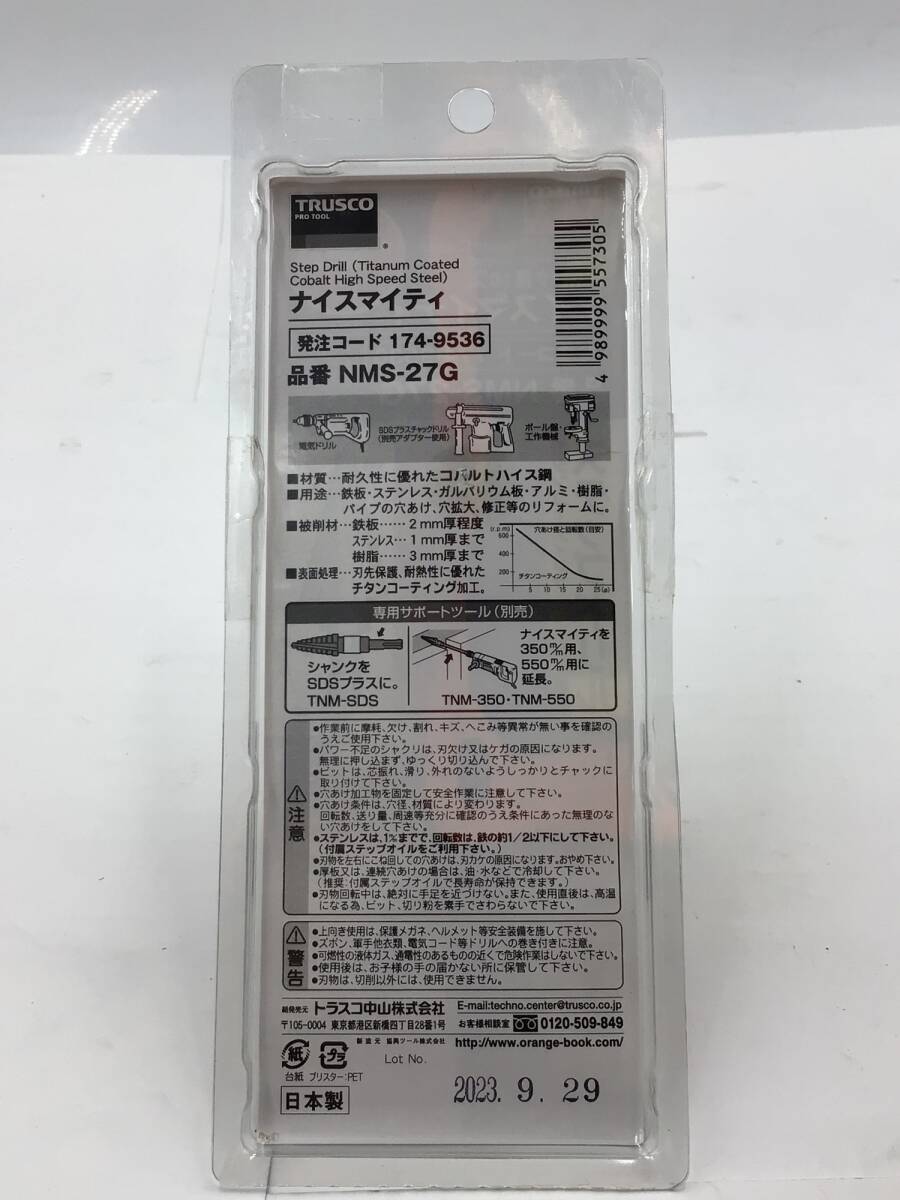 TRUSCO
PRO TOOL
®
Step Drill (Titanum Coated
Cobalt High Speed Steel)
ナイスマイティ
発注コード 174-9536
品番 NMS-27G
4 989999 557305
電気ドリル
SDSプラスチャックドリル
(別売アダプター使用)
ボール盤・
工作機械
■材質…耐久性に優れたコバルトハイス鋼
■用途…鉄板・ステンレス・ガルバリウム板・アルミ・樹脂・
パイプの穴あけ、穴拡大、修正等のリフォームに。
■被削材…鉄板……2mm厚程度
ステンレス…1mm厚まで
樹脂……3mm厚まで
■表面処理…刃先保護、耐熱性に優れた
チタンコーティング加工。
(r.p.m) 穴あけ径と回転数(目安)
600
400
200
チタンコーティング
5 10 15 20 25(φ)
専用サポートツール(別売)
シャンクを
SDSプラスに。
TNM-SDS
ナイスマイティを
350m/m用、
550m/m用に
延長。
TNM-350・TNM-550
注意
●作業前に摩耗、欠け、割れ、キズ、へこみ等異常が無い事を確認の
うえご使用下さい。
●パワー不足のシャクリは、刃欠け又はケガの原因になります。
無理に押し込まず、ゆっくり切り込んで下さい。
●ビットは、芯振れ、滑り、外れのないようしっかりとチャックに
取り付けて下さい。
●穴あけ加工物を固定して安全作業に注意して下さい。
●穴あけ条件は、穴径、材質により変わります。
回転数、送り量、周速等充分に確認のうえ条件にあった無理のな
い穴あけをして下さい。
●ステンレスは、1m/mまでで、回転数は、鉄の約1/2以下にして下さい。
(付属ステップオイルをご利用下さい。)
●刃物を左右にこね回しての穴あけは、刃カケの原因になります。おやめ下さい。
●厚板又は、連続穴あけの場合は、油・水などで冷却して下さい。
(推奨:付属ステップオイルで長寿命が保持できます。)
●刃物回転中は、絶対に手足を近づけない。また、使用直後は、高温
になる為、ビット、切り粉を素手でさわらないで下さい。
警告
●上向き使用は、保護メガネ、ヘルメット等安全装備を施して下さい。
●ズボン、軍手他衣類、電気コード等ドリルへの巻き付きに注意。
●可燃性の液体ガス、通電性のあるものの近くで危険作業はしないで下さい。
●使用後は、お子様の手の届かない所に保管して下さい。
●刃物は、切削以外には、使用できません。
総発売元 トラスコ中山株式会社
〒105-0004 東京都港区新橋四丁目28番1号
E-mail:techno.center@trusco.co.jp
お客様相談室 0120-509-849
製造元 協興ツール株式会社
http://www.orange-book.com/
紙
プラ
台紙 ブリスター:PET
Lot No.
日本製
2023. 9. 29